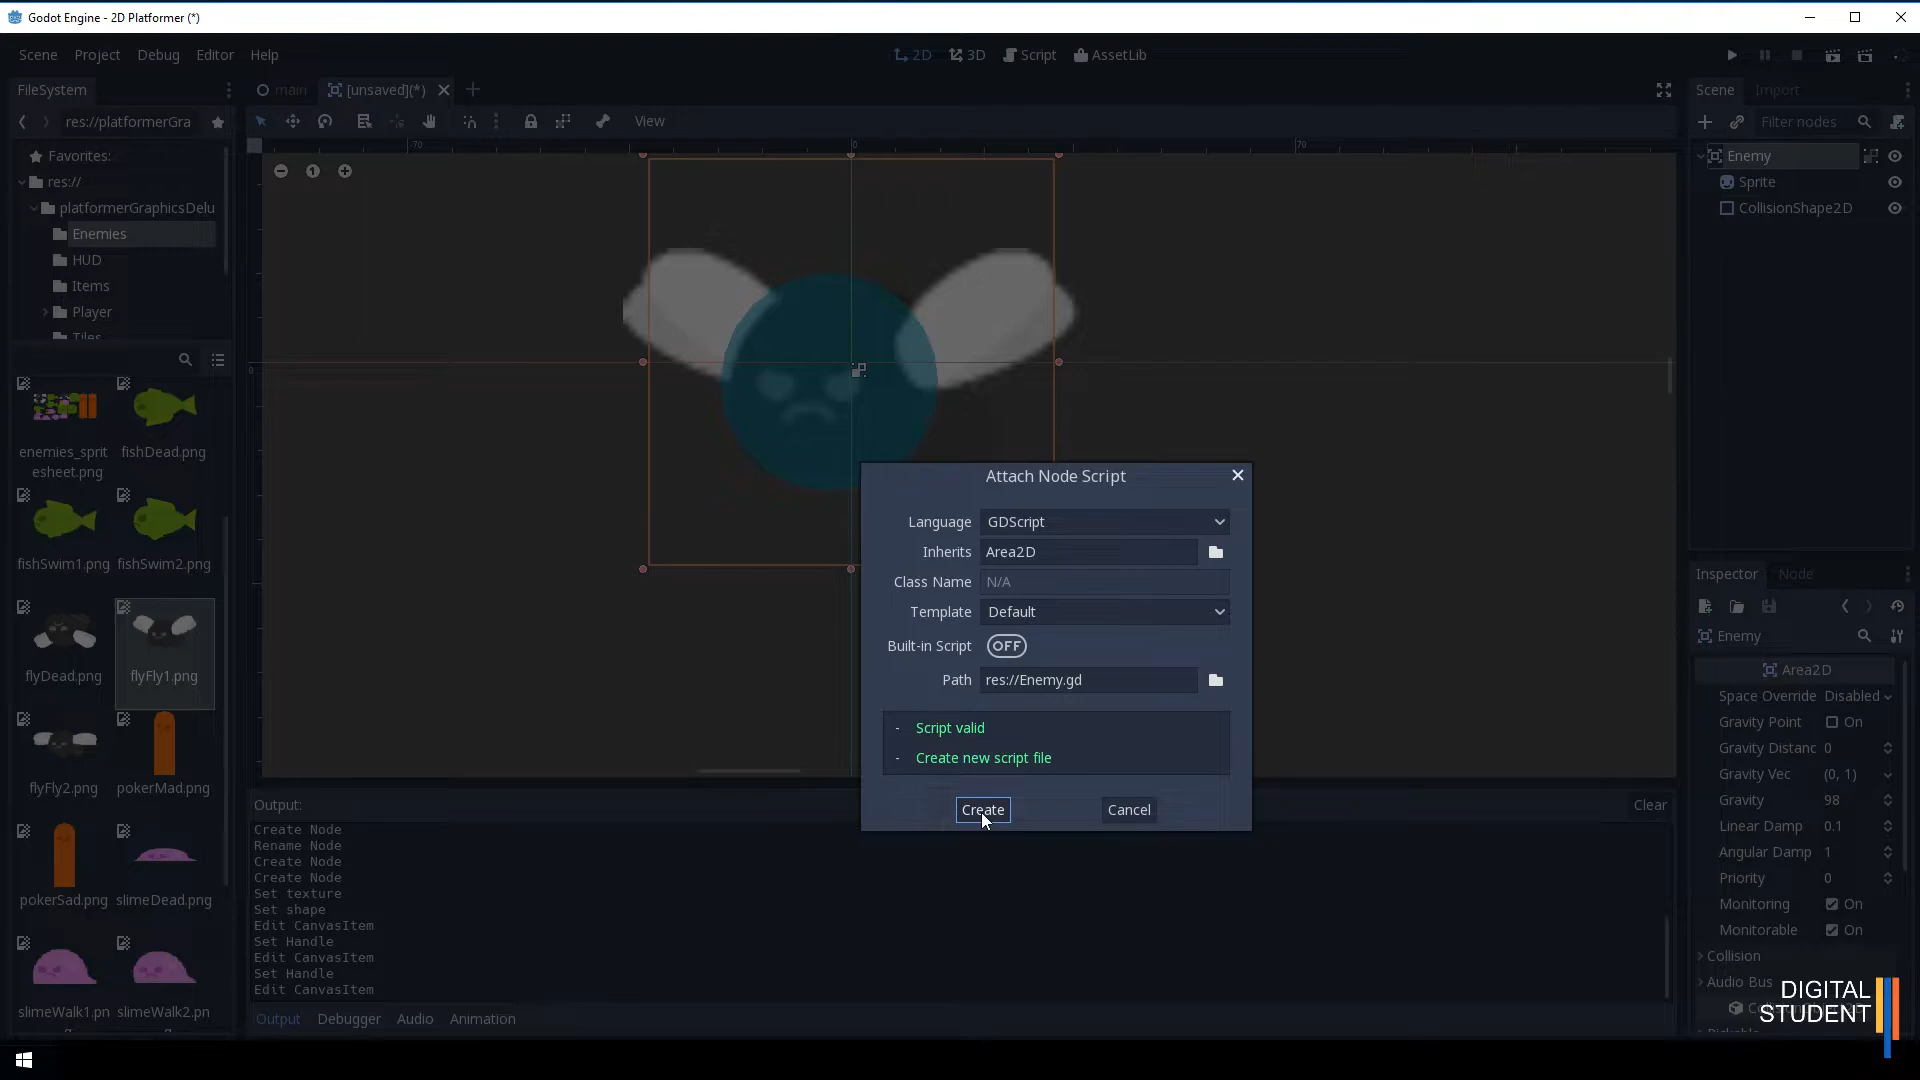 Godot Engine - 2D Platformer (*)
Scene Project Debug Editor Help
2D 3D Script AssetLib
FileSystem
main
[unsaved](*)
Scene Import
res://platformerGra
View
Filter nodes
Favorites:
res://
platformerGraphicsDelu
Enemies
HUD
Items
Player
Tiles
70
0
70
0
Enemy
Sprite
CollisionShape2D
enemies_sprit
esheet.png
fishDead.png
fishSwim1.png
fishSwim2.png
flyDead.png
flyFly1.png
flyFly2.png
pokerMad.png
pokerSad.png
slimeDead.png
slimeWalk1.pn
slimeWalk2.pn
Attach Node Script
Language GDScript
Inherits Area2D
Class Name N/A
Template Default
Built-in Script OFF
Path res://Enemy.gd
- Script valid
- Create new script file
Create Cancel
Output:
Clear
Create Node
Rename Node
Create Node
Create Node
Set texture
Set shape
Edit CanvasItem
Set Handle
Edit CanvasItem
Set Handle
Edit CanvasItem
Output Debugger Audio Animation
Inspector Node
Enemy
Area2D
Space Override Disabled
Gravity Point On
Gravity Distanc 0
Gravity Vec (0, 1)
Gravity 98
Linear Damp 0.1
Angular Damp 1
Priority 0
Monitoring On
Monitorable On
Collision
Audio Bus
DIGITAL
STUDENT